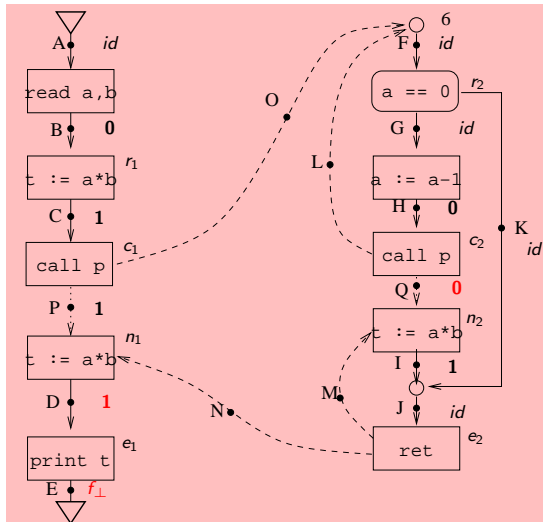 A id
read a,b
B 0
r1
t := a*b
C 1
c1
call p
P 1
n1
t := a*b
D 1
e1
print t
E f⊥
O
L
N
M
6
F id
r2
a == 0
G id
a := a-1
H 0
K
id
c2
call p
Q 0
n2
t := a*b
I 1
J id
e2
ret